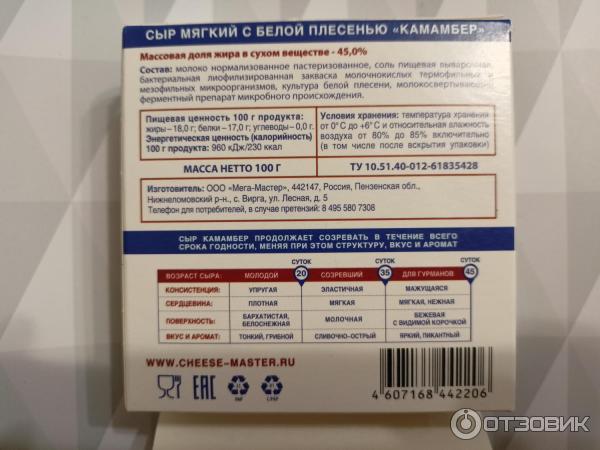 СЫР МЯГКИЙ С БЕЛОЙ ПЛЕСЕНЬЮ «КАМАМБЕР»
Массовая доля жира в сухом веществе - 45,0%
Состав: молоко нормализованное пастеризованное, соль пищевая выварочная,
бактериальная лиофилизированная закваска молочнокислых термофильных и
мезофильных микроорганизмов, культура белой плесени, молокосвертывающий
ферментный препарат микробного происхождения.
Пищевая ценность 100 г продукта:
жиры – 18,0 г; белки – 17,0 г; углеводы – 0,0 г.
Энергетическая ценность (калорийность)
100 г продукта: 960 кДж/230 ккал
Условия хранения: температура хранения
от 0° С до +6° С и относительная влажность
воздуха от 80% до 85% включительно
(в том числе после вскрытия упаковки)
МАССА НЕТТО 100 Г
ТУ 10.51.40-012-61835428
Изготовитель: ООО «Мега-Мастер», 442147, Россия, Пензенская обл.,
Нижнеломовский р-н, с. Вирга, ул. Лесная, д. 5
Телефон для потребителей, в случае претензий: 8 495 580 7308
СЫР КАМАМБЕР ПРОДОЛЖАЕТ СОЗРЕВАТЬ В ТЕЧЕНИЕ ВСЕГО
СРОКА ГОДНОСТИ, МЕНЯЯ ПРИ ЭТОМ СТРУКТУРУ, ВКУС И АРОМАТ
СУТОК СУТОК СУТОК
ВОЗРАСТ СЫРА: МОЛОДОЙ 20 СОЗРЕВШИЙ 35 ДЛЯ ГУРМАНОВ 45
КОНСИСТЕНЦИЯ: УПРУГАЯ ЭЛАСТИЧНАЯ МАЖУЩАЯСЯ
СЕРДЦЕВИНА: ПЛОТНАЯ МЯГКАЯ МЯГКАЯ, НЕЖНАЯ
ПОВЕРХНОСТЬ: БАРХАТИСТАЯ, БЕЛОСНЕЖНАЯ МОЛОЧНАЯ БЕЖЕВАЯ С ВИДИМОЙ КОРОЧКОЙ
ВКУС И АРОМАТ: ТОНКИЙ, ГРИБНОЙ СЛИВОЧНО-ОСТРЫЙ ЯРКИЙ, ПИКАНТНЫЙ
WWW.CHEESE-MASTER.RU
EAC
4 607168 442206
ОТЗОВИК